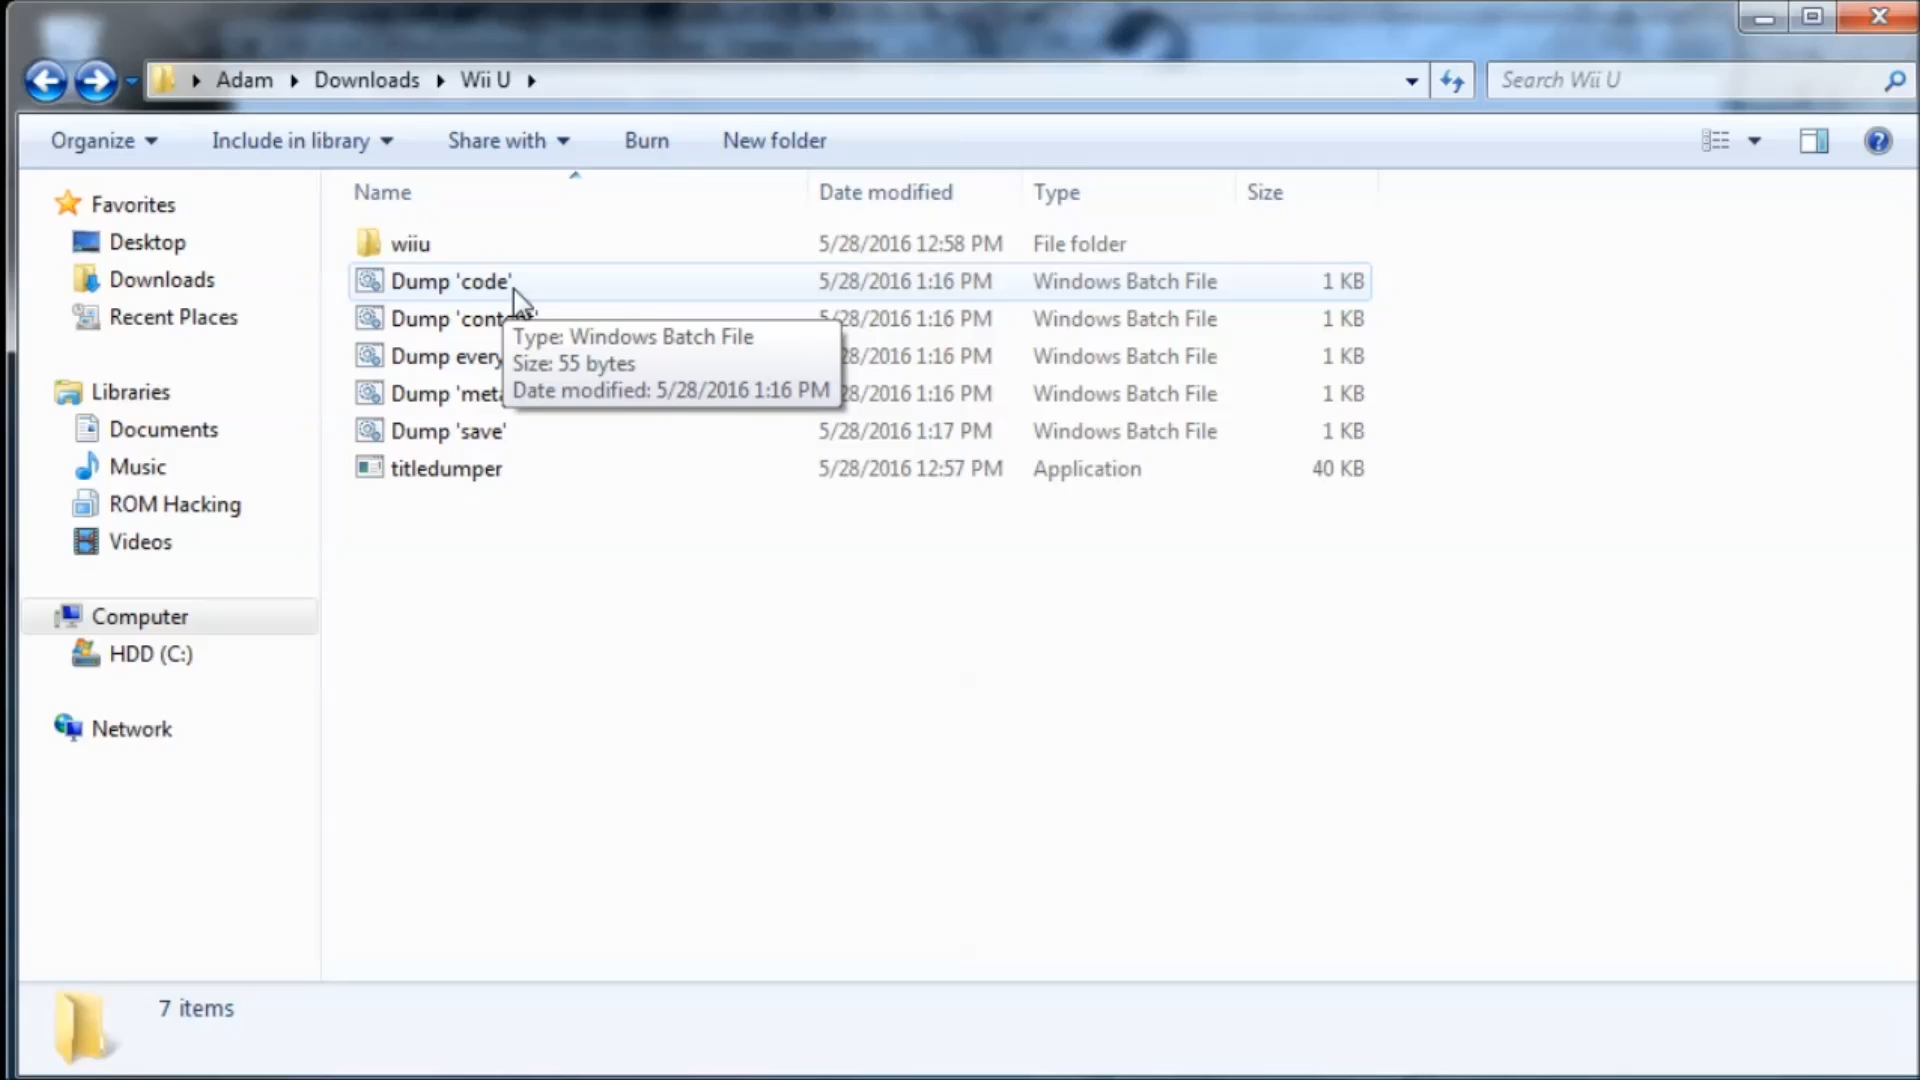 Adam Downloads Wii U
Search Wii U
Organize Include in library Share with Burn New folder
Name Date modified Type Size
Favorites
Desktop
Downloads
Recent Places
Libraries
Documents
Music
ROM Hacking
Videos
Computer
HDD (C:)
Network
wiiu 5/28/2016 12:58 PM File folder
Dump 'code' 5/28/2016 1:16 PM Windows Batch File 1 KB
Dump 5/28/2016 1:16 PM Windows Batch File 1 KB
Dump 28/2016 1:16 PM Windows Batch File 1 KB
Dump 28/2016 1:16 PM Windows Batch File 1 KB
Dump 'save' 5/28/2016 1:17 PM Windows Batch File 1 KB
titledumper 5/28/2016 12:57 PM Application 40 KB
Type: Windows Batch File
Size: 55 bytes
Date modified: 5/28/2016 1:16 PM
7 items